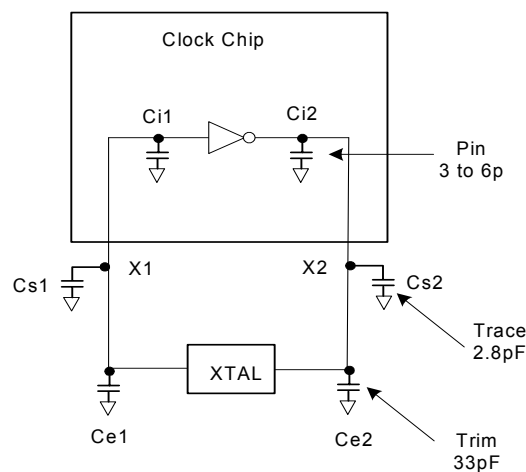 Clock Chip
Ci1
Ci2
Pin
3 to 6p
X1
X2
Cs1
Cs2
Trace
2.8pF
XTAL
Ce1
Ce2
Trim
33pF